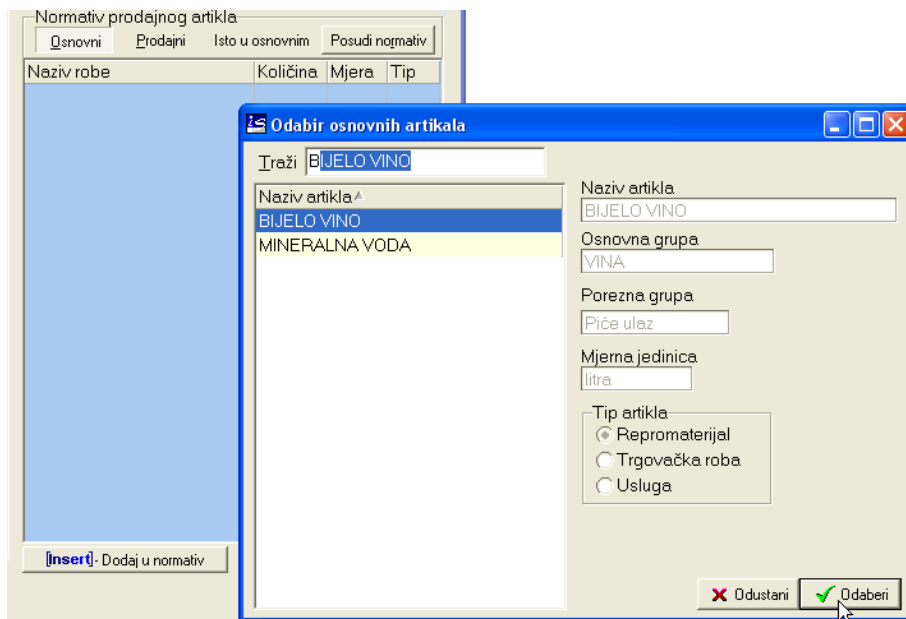 Normativ prodajnog artikla
Osnovni Prodajni Isto u osnovnim Posudi normativ
Naziv robe Količina Mjera Tip
is Odabir osnovnih artikala
Traži BIJELO VINO
Naziv artikla
BIJELO VINO
MINERALNA VODA
Naziv artikla
BIJELO VINO
Osnovna grupa
VINA
Porezna grupa
Piće ulaz
Mjerna jedinica
litra
Tip artikla
Repromaterijal
Trgovačka roba
Usluga
[Insert]- Dodaj u normativ
Odustani Odaberi